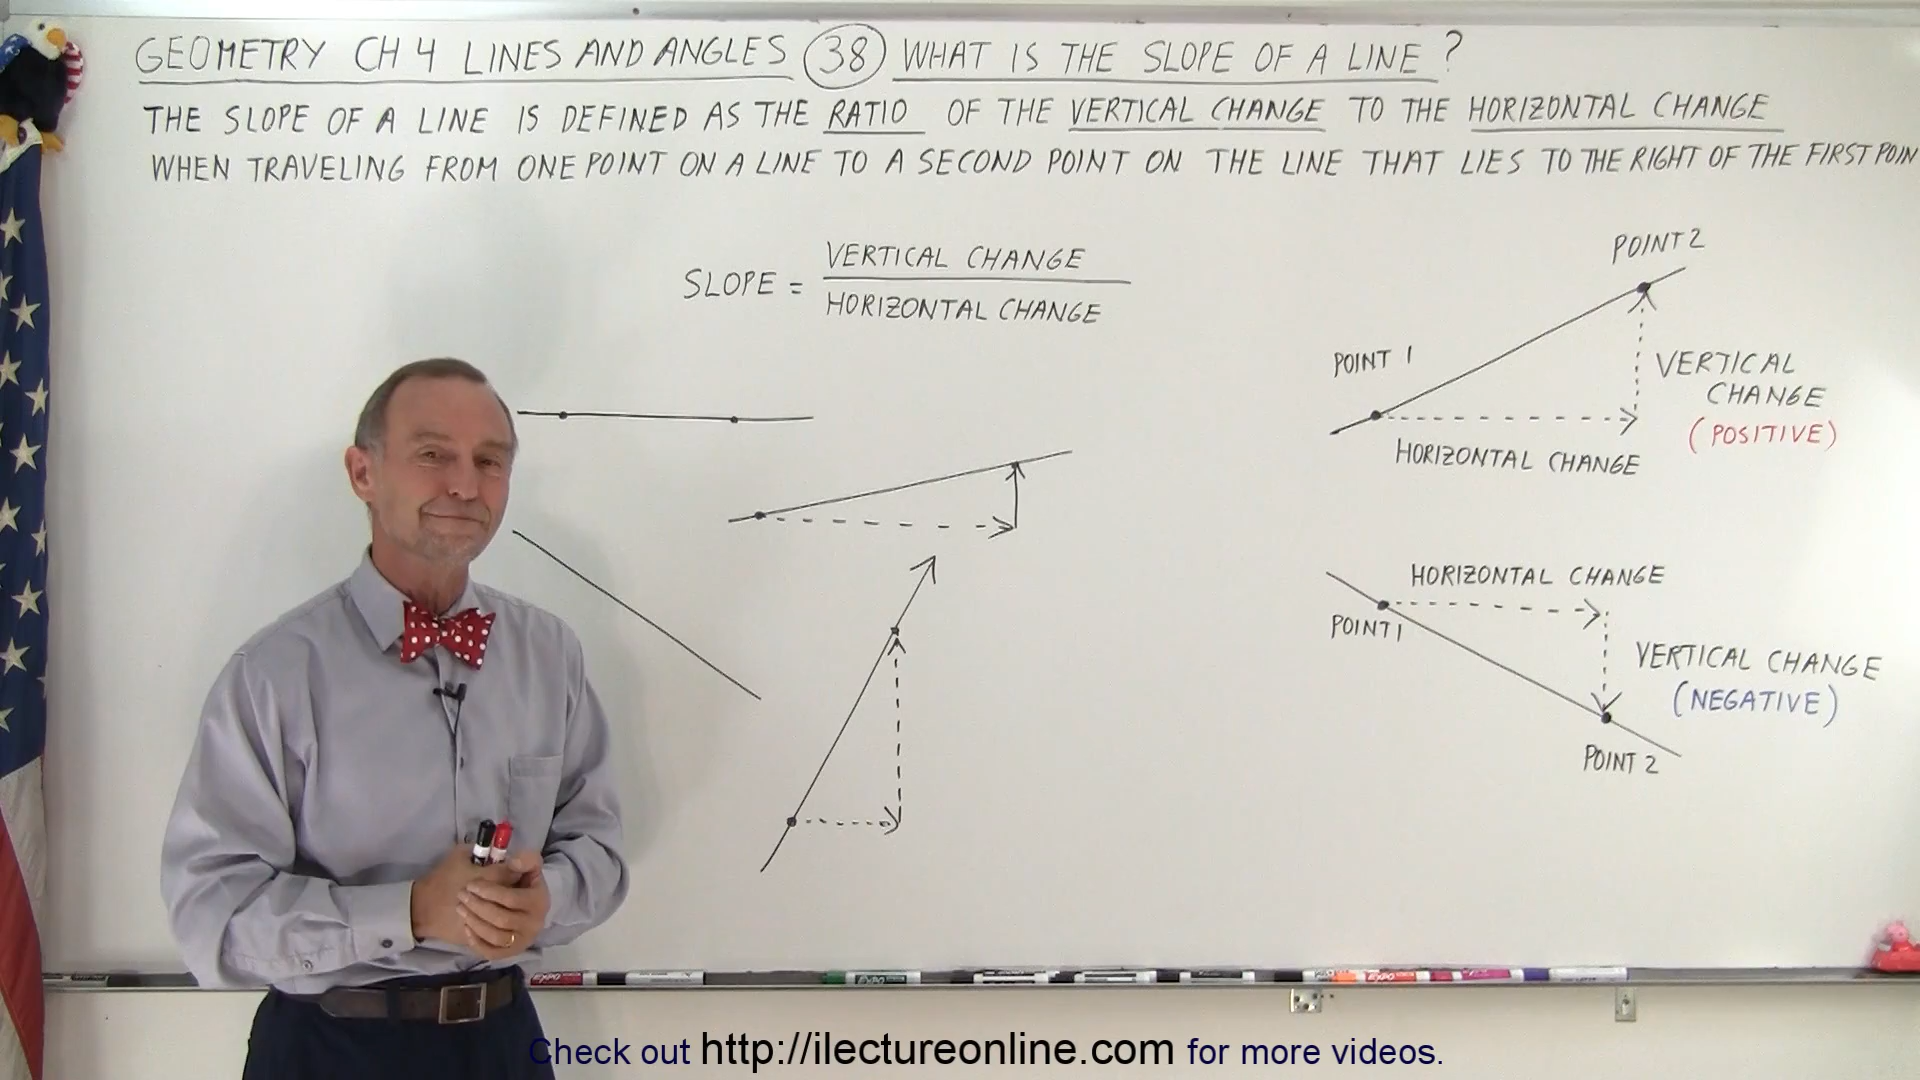 GEOMETRY CH 4 LINES AND ANGLES 38 WHAT IS THE SLOPE OF A LINE ?
THE SLOPE OF A LINE IS DEFINED AS THE RATIO OF THE VERTICAL CHANGE TO THE HORIZONTAL CHANGE
WHEN TRAVELING FROM ONE POINT ON A LINE TO A SECOND POINT ON THE LINE THAT LIES TO THE RIGHT OF THE FIRST POIN
SLOPE = VERTICAL CHANGE
HORIZONTAL CHANGE
POINT 2
POINT 1
VERTICAL
CHANGE
(POSITIVE)
HORIZONTAL CHANGE
HORIZONTAL CHANGE
POINT 1
VERTICAL CHANGE
(NEGATIVE)
POINT 2
EXPO
Check out http://ilectureonline.com for more videos.